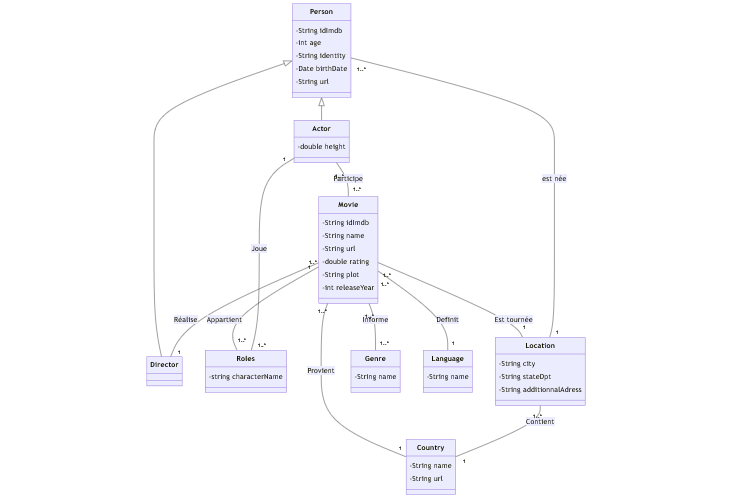 Person
-String idImdb
-Int age
-String identity
-Date birthDate
-String url
1..*
Actor
-double height
1
1..*
Participe
1..*
est née
Movie
-String idImdb
-String name
-String url
-double rating
-String plot
-Int releaseYear
Joue
1..*
1
1..*
1..*
1..*
1..*
Réalise
Appartient
Informe
Definit
Est tournée
1
1
1
1..*
1..*
1..*
1
Director
Roles
-string characterName
Genre
-String name
Language
-String name
Location
-String city
-String stateDpt
-String additionnalAdress
Provient
1..*
Contient
1
1
Country
-String name
-String url